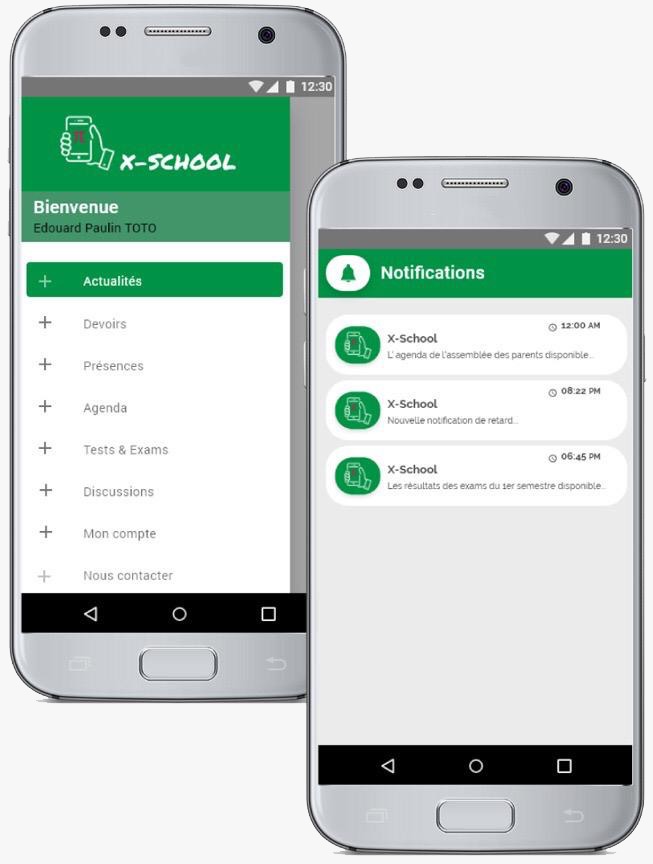 12:30
X-SCHOOL
Bienvenue
Edouard Paulin TOTO
Actualités
Devoirs
Présences
Agenda
Tests & Exams
Discussions
Mon compte
Nous contacter
12:30
Notifications
12:00 AM
X-School
L' agenda de l'assemblée des parents disponible...
08:22 PM
X-School
Nouvelle notification de retard...
06:45 PM
X-School
Les résultats des exams du 1er semestre disponible...